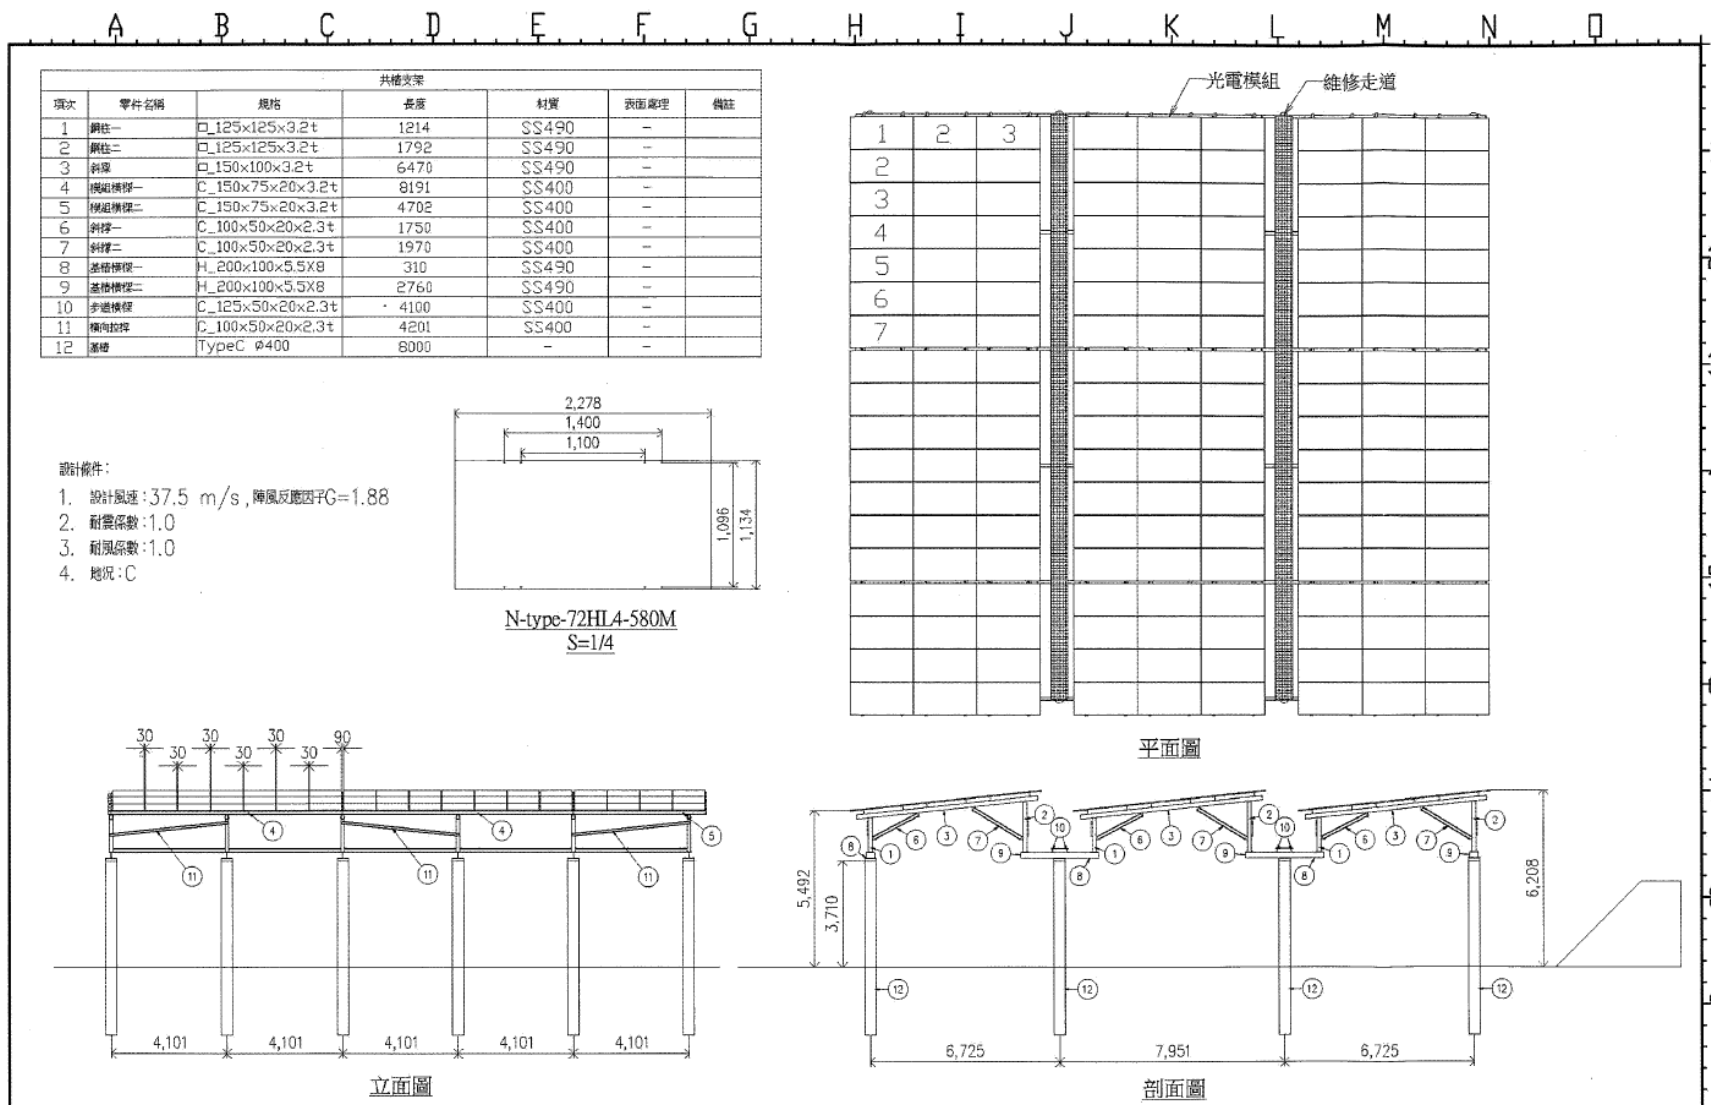 A B C D E F G H I J K L M N O
共構支架
項次 零件名稱 規格 長度 材質 表面處理 備註
1 鋼柱一 □_125x125x3.2t 1214 SS490 -
2 鋼柱二 □_125x125x3.2t 1792 SS490 -
3 斜樑 □_150x100x3.2t 6470 SS490 -
4 模組橫樑一 C_150x75x20x3.2t 8191 SS400 -
5 模組橫樑二 C_150x75x20x3.2t 4702 SS400 -
6 斜撐一 C_100x50x20x2.3t 1750 SS400 -
7 斜撐二 C_100x50x20x2.3t 1970 SS400 -
8 基樁橫樑一 H_200x100x5.5X8 310 SS490 -
9 基樁橫樑二 H_200x100x5.5X8 2760 SS490 -
10 步道橫樑 C_125x50x20x2.3t 4100 SS400 -
11 橫向拉桿 C_100x50x20x2.3t 4201 SS400 -
12 基樁 TypeC Ø400 8000 - -
光電模組 維修走道
1 2 3
2
3
4
5
6
7
平面圖
2,278
1,400
1,100
1,096
1,134
N-type-72HL4-580M
S=1/4
設計條件:
1. 設計風速:37.5 m/s,陣風反應因子G=1.88
2. 耐震係數:1.0
3. 耐風係數:1.0
4. 地況:C
30 30 30 90
30 30 30
4 4 5
11 11 11
4,101 4,101 4,101 4,101 4,101
立面圖
2 10 2 10 2
6 3 7 6 3 7 6 3 7
8 1 9 1 9 1 9
8 8
5,492
3,710
6,208
12 12 12 12
6,725 7,951 6,725
剖面圖